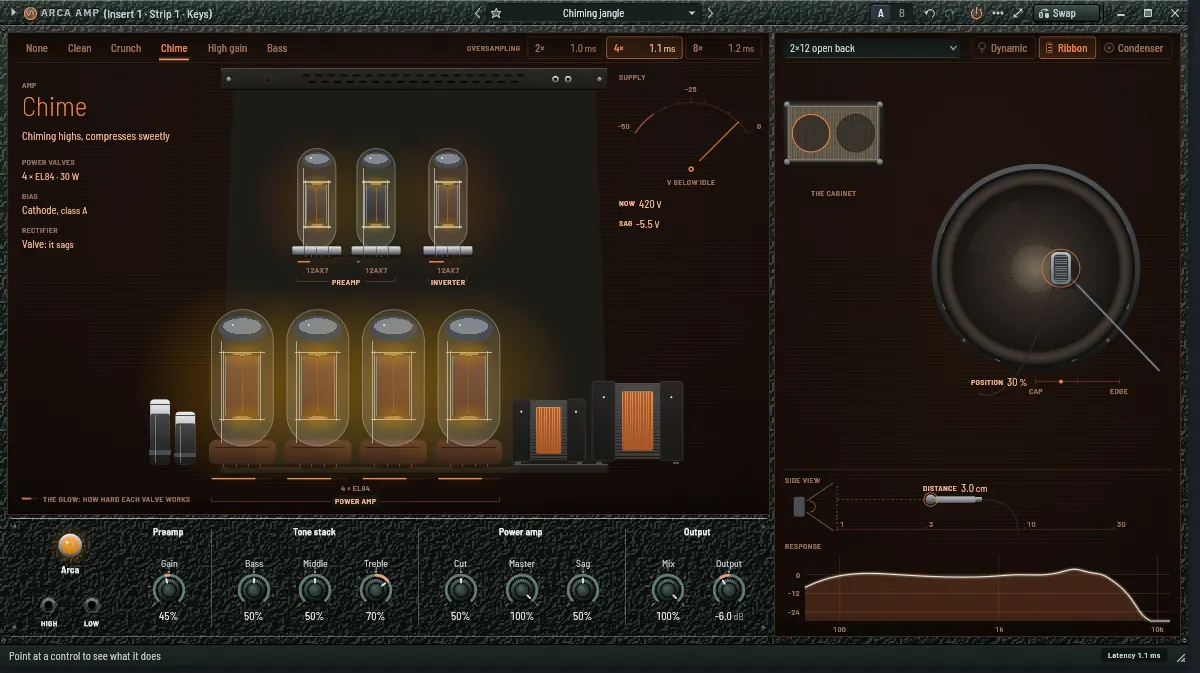 ARCA AMP (Insert 1 · Strip 1 · Keys)
Chiming jangle
A B
Swap
None Clean Crunch Chime High gain Bass
OVERSAMPLING 2× 1.0 ms 4× 1.1 ms 8× 1.2 ms
2×12 open back
Dynamic Ribbon Condenser
AMP
Chime
Chiming highs, compresses sweetly
POWER VALVES
4 × EL84 · 30 W
BIAS
Cathode, class A
RECTIFIER
Valve: it sags
SUPPLY
-50 -25 0
V BELOW IDLE
NOW 420 V
SAG -5.5 V
12AX7 12AX7 12AX7
PREAMP INVERTER
4 × EL84
POWER AMP
THE GLOW: HOW HARD EACH VALVE WORKS
THE CABINET
POSITION 30 %
CAP EDGE
SIDE VIEW
DISTANCE 3.0 cm
1 3 10 30
RESPONSE
0
-12
-24
100 1k 10k
Arca
HIGH LOW
Preamp
Gain
45%
Tone stack
Bass Middle Treble
50% 50% 70%
Power amp
Cut Master Sag
50% 100% 50%
Output
Mix Output
100% -6.0 dB
Point at a control to see what it does
Latency 1.1 ms